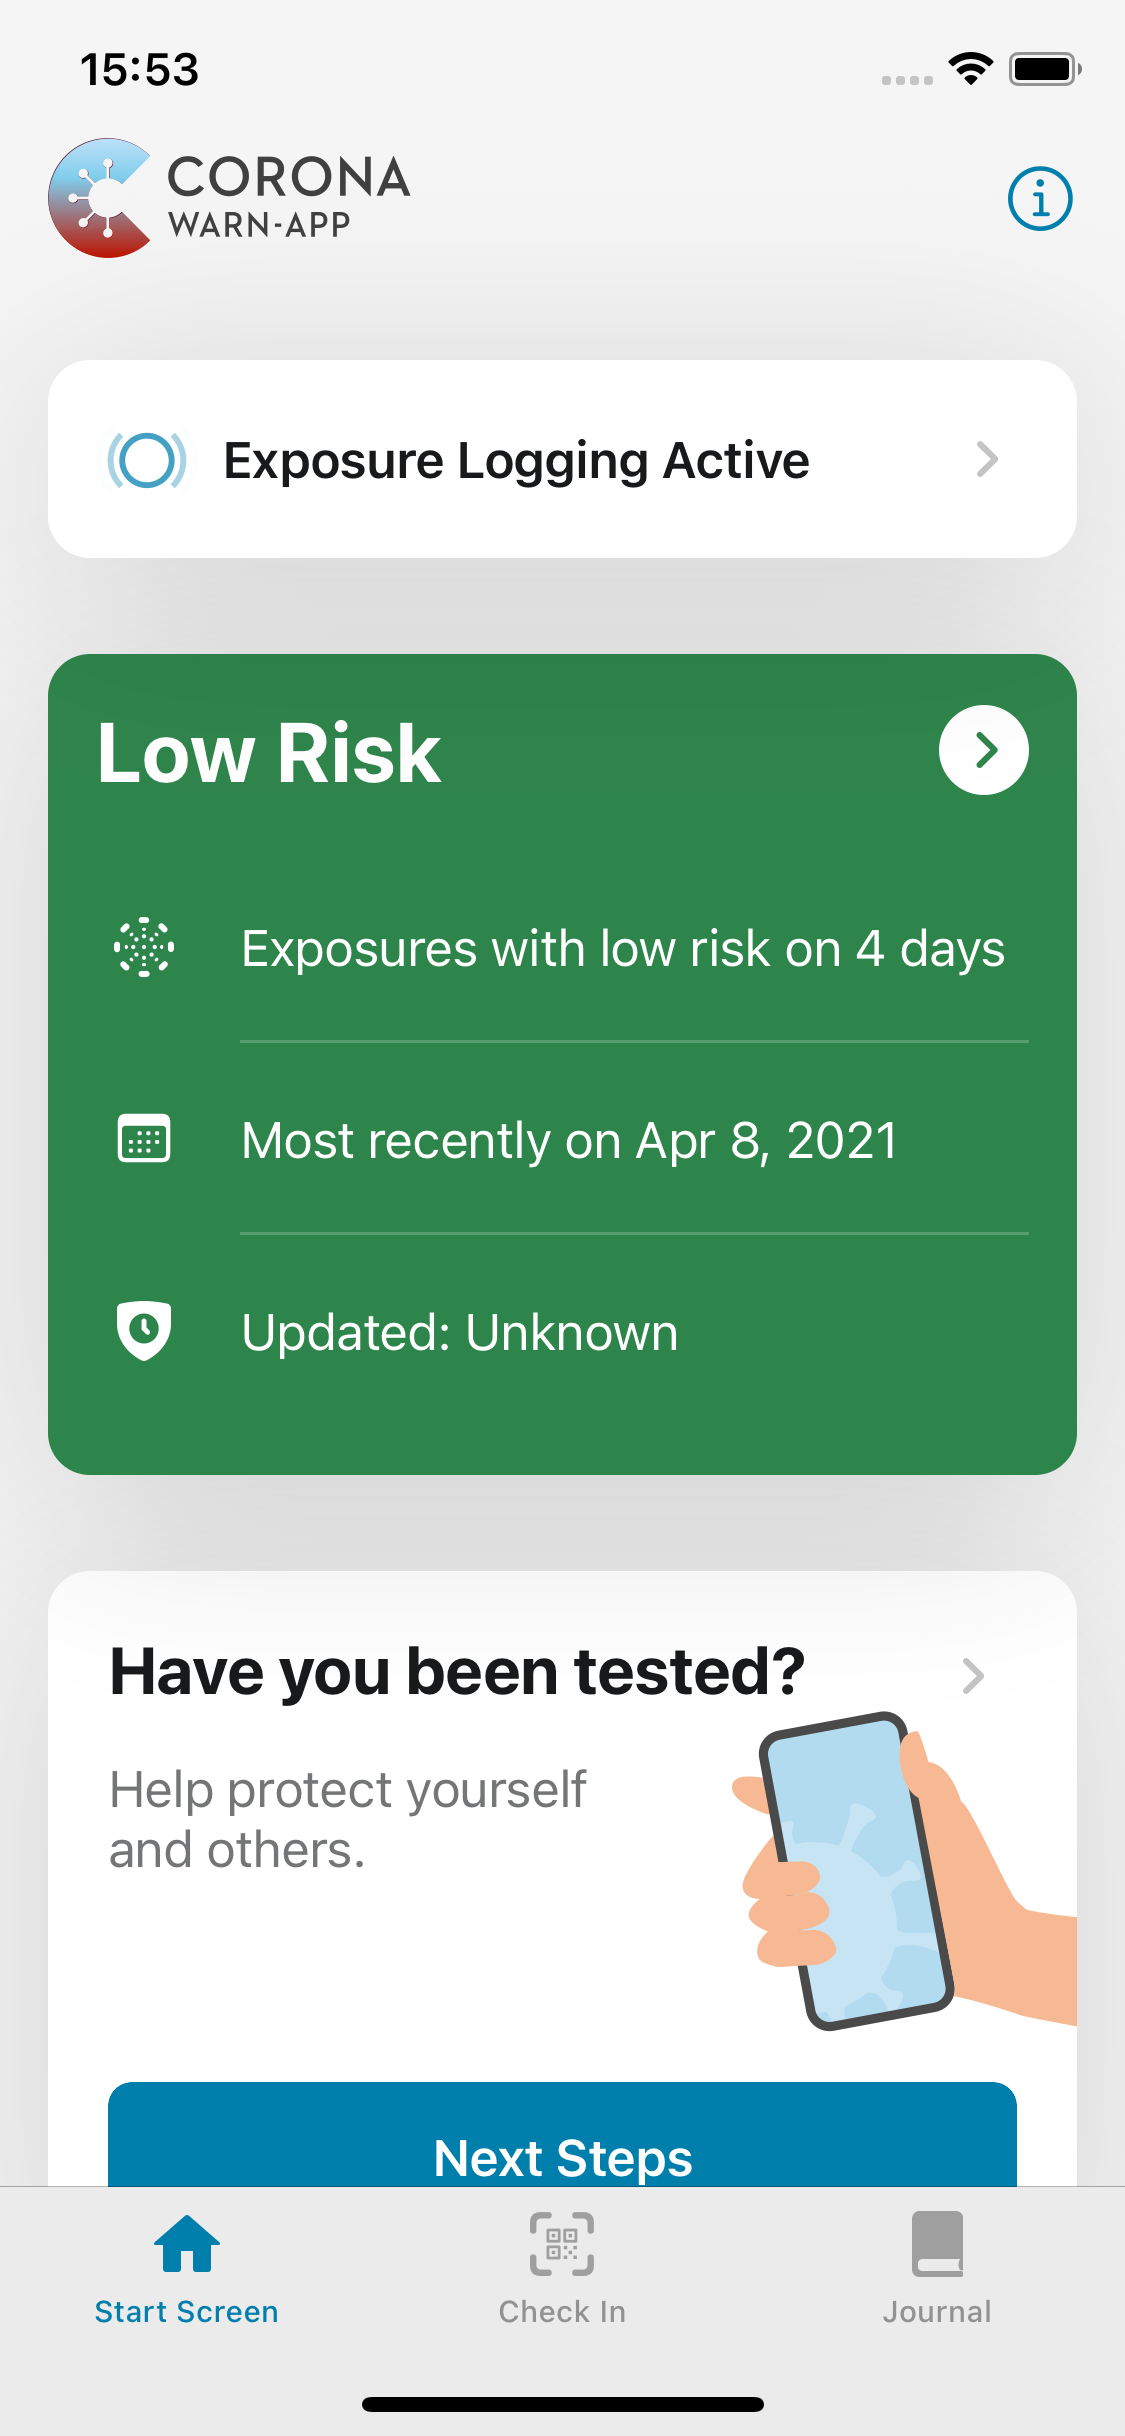 15:53
CORONA
WARN-APP
Exposure Logging Active
Low Risk
Exposures with low risk on 4 days
Most recently on Apr 8, 2021
Updated: Unknown
Have you been tested?
Help protect yourself
and others.
Next Steps
Start Screen
Check In
Journal